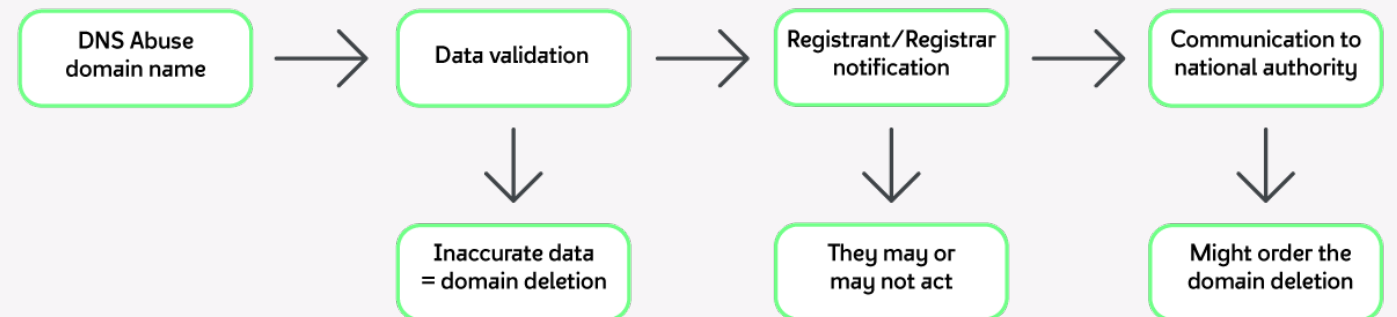 DNS Abuse
domain name
Data validation
Registrant/Registrar
notification
Communication to
national authority
Inaccurate data
= domain deletion
They may or
may not act
Might order the
domain deletion